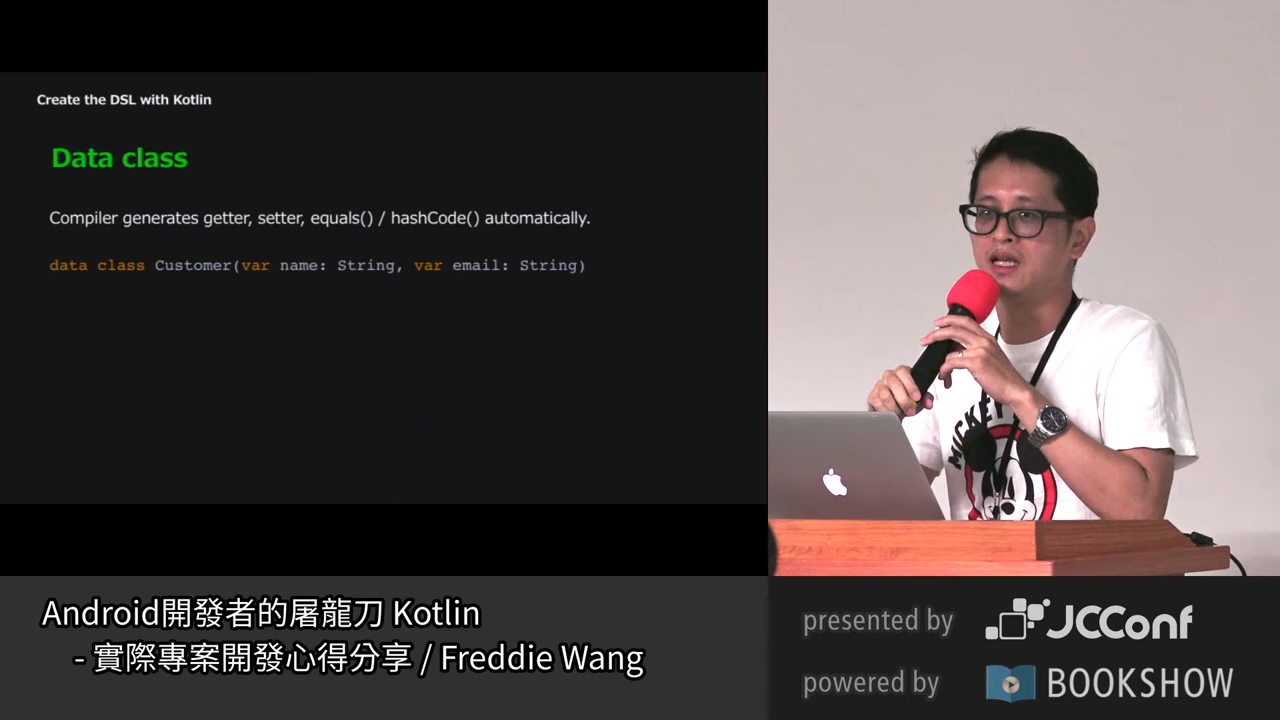 Create the DSL with Kotlin
Data class
Compiler generates getter, setter, equals() / hashCode() automatically.
data class Customer(var name: String, var email: String)
MICKEY
Android開發者的屠龍刀 Kotlin
- 實際專案開發心得分享 / Freddie Wang
presented by JCConf
powered by BOOKSHOW